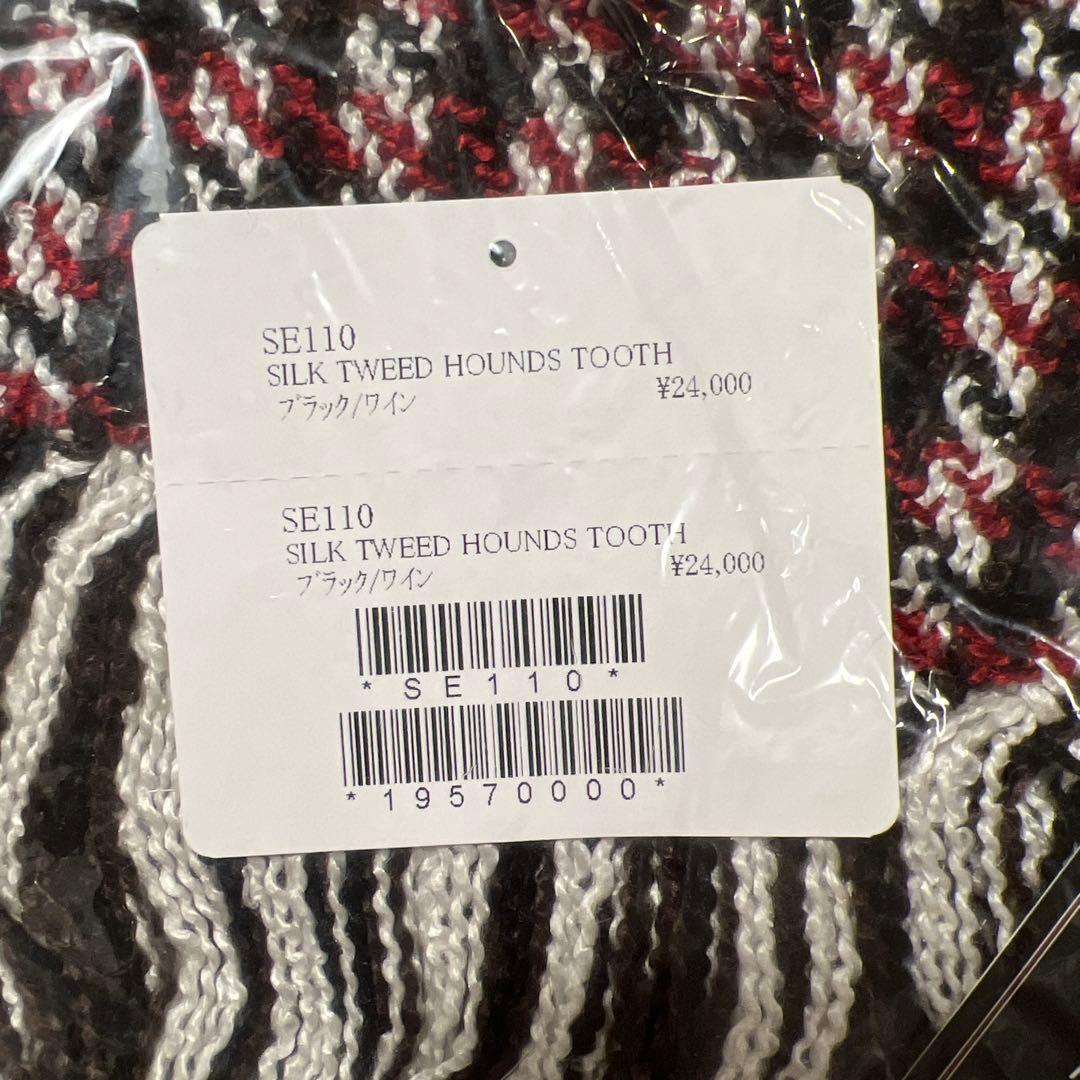 SE110
SILK TWEED HOUNDS TOOTH
¥24,000
ブラック/ワイン
SE110
SILK TWEED HOUNDS TOOTH
¥24,000
ブラック/ワイン
*SE110*
*19570000*